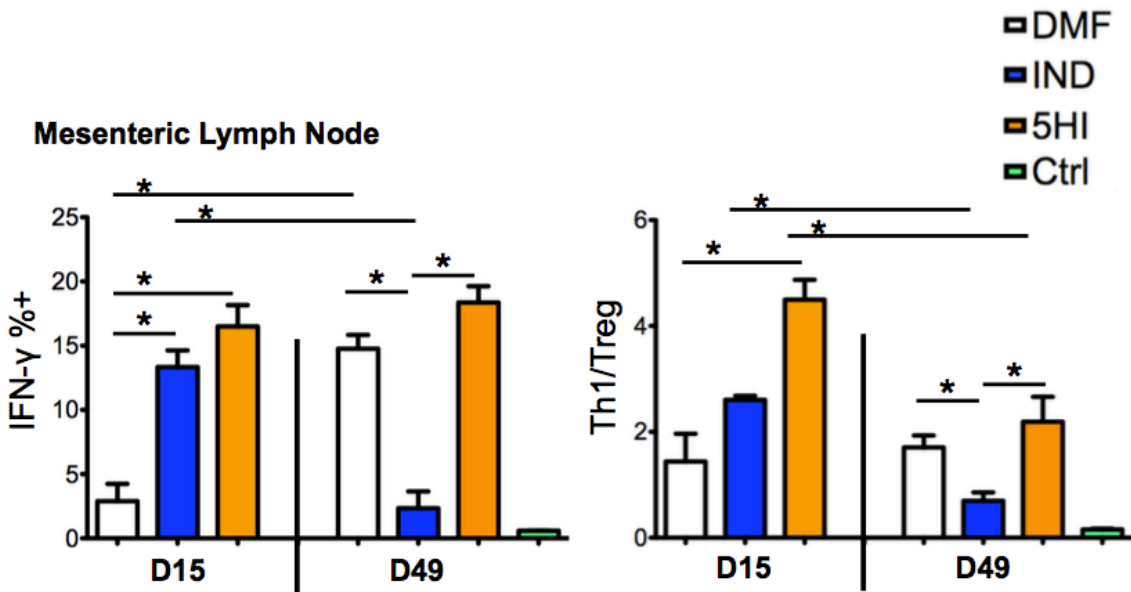 DMF
IND
5HI
Ctrl
Mesenteric Lymph Node
IFN-γ %+
25
20
15
10
5
0
*
*
*
*
*
*
D15
D49
Th1/Treg
6
4
2
0
*
*
*
*
*
D15
D49